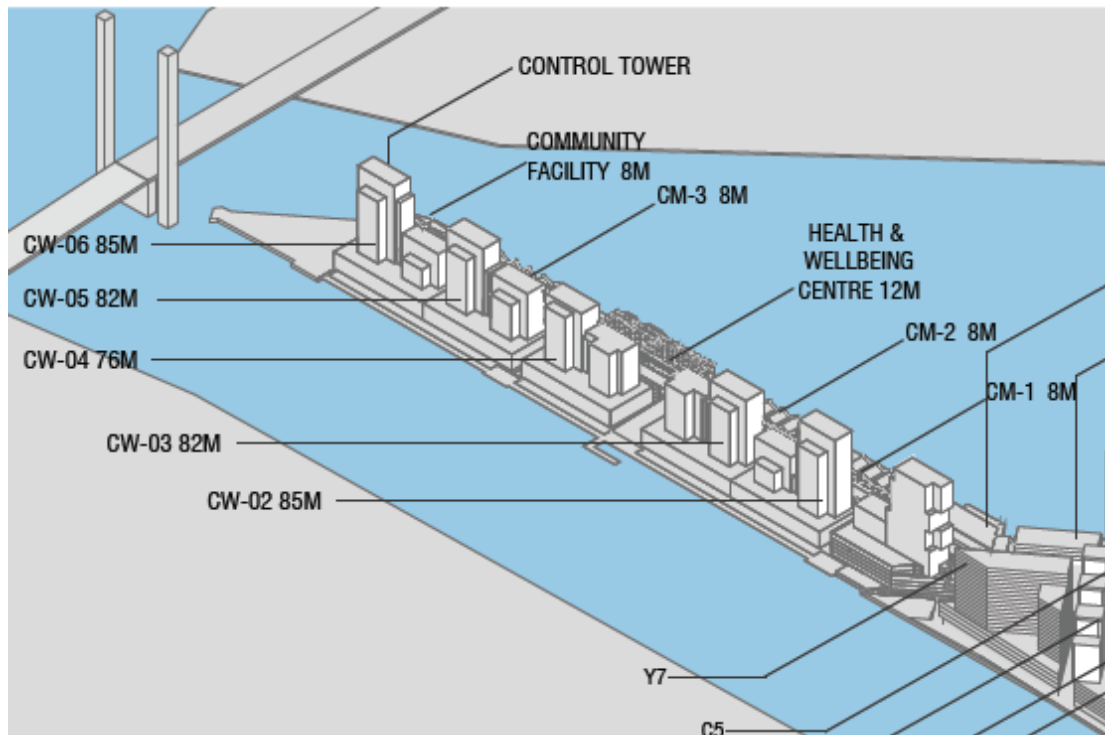 CONTROL TOWER
COMMUNITY
FACILITY 8M
CM-3 8M
HEALTH &
WELLBEING
CENTRE 12M
CM-2 8M
CM-1 8M
CW-06 85M
CW-05 82M
CW-04 76M
CW-03 82M
CW-02 85M
Y7
C5